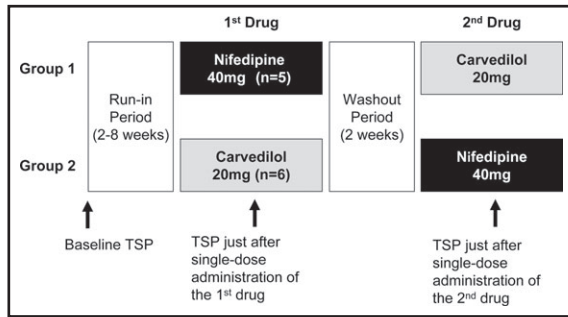 1st Drug
2nd Drug
Group 1
Run-in
Period
(2-8 weeks)
Nifedipine
40mg (n=5)
Washout
Period
(2 weeks)
Carvedilol
20mg
Group 2
Carvedilol
20mg (n=6)
Nifedipine
40mg
Baseline TSP
TSP just after
single-dose
administration of
the 1st drug
TSP just after
single-dose
administration of
the 2nd drug